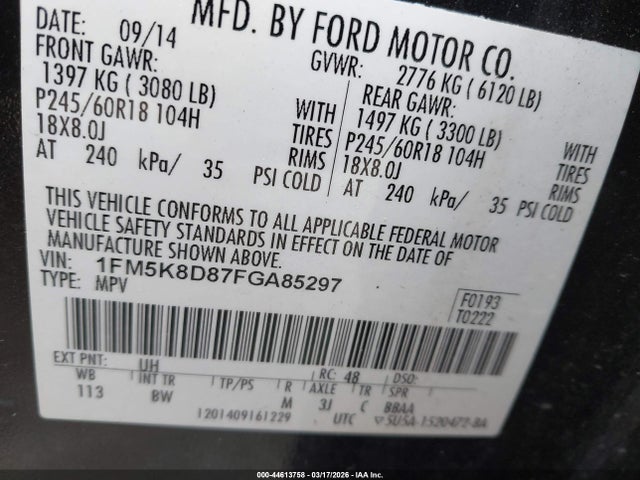 MFD. BY FORD MOTOR CO.
DATE: 09/14 GVWR: 2776 KG ( 6120 LB)
FRONT GAWR: REAR GAWR:
1397 KG ( 3080 LB) WITH 1497 KG ( 3300 LB) WITH
P245/60R18 104H TIRES P245/60R18 104H TIRES
18X8.0J RIMS 18X8.0J RIMS
AT 240 kPa/ 35 PSI COLD AT 240 kPa/ 35 PSI COLD
THIS VEHICLE CONFORMS TO ALL APPLICABLE FEDERAL MOTOR
VEHICLE SAFETY STANDARDS IN EFFECT ON THE DATE OF
MANUFACTURE SHOWN ABOVE.
VIN: 1FM5K8D87FGA85297
TYPE: MPV
F0193
T0222
EXT PNT: UH RC: 48 DSO:
WB INT TR TP/PS R AXLE TR SPR
113 BW M 3J C BBAA
1201409161229 UTC SU5A-1520472-BA
000-44613758 - 03/17/2026 - IAA Inc.